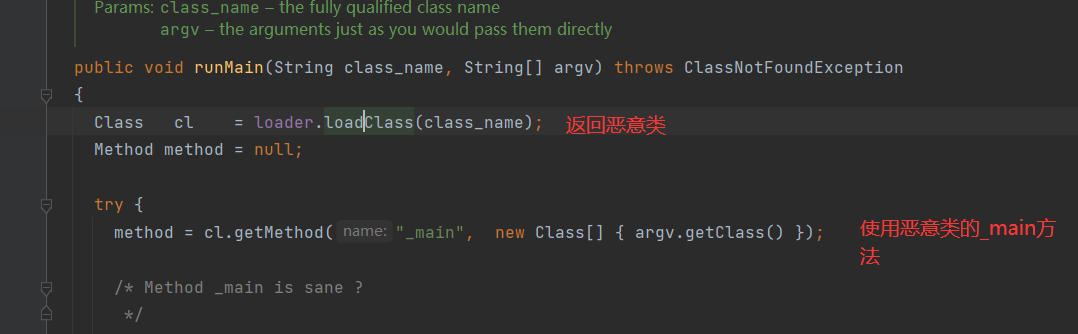 Params: class_name – the fully qualified class name
argv – the arguments just as you would pass them directly
public void runMain(String class_name, String[] argv) throws ClassNotFoundException
{
Class cl = loader.loadClass(class_name); 返回恶意类
Method method = null;
try {
method = cl.getMethod( name: "_main", new Class[] { argv.getClass() }); 使用恶意类的_main方
法
/* Method _main is sane ?
*/